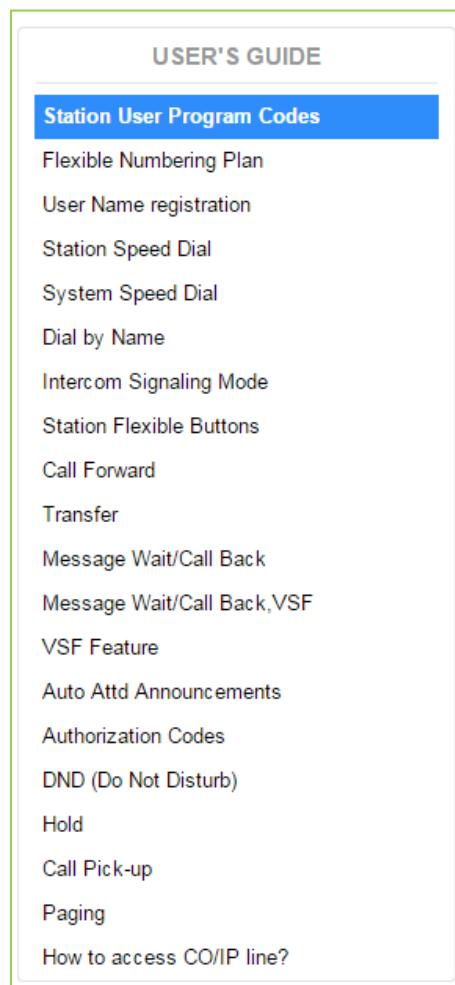 USER'S GUIDE
Station User Program Codes
Flexible Numbering Plan
User Name registration
Station Speed Dial
System Speed Dial
Dial by Name
Intercom Signaling Mode
Station Flexible Buttons
Call Forward
Transfer
Message Wait/Call Back
Message Wait/Call Back,VSF
VSF Feature
Auto Attd Announcements
Authorization Codes
DND (Do Not Disturb)
Hold
Call Pick-up
Paging
How to access CO/IP line?